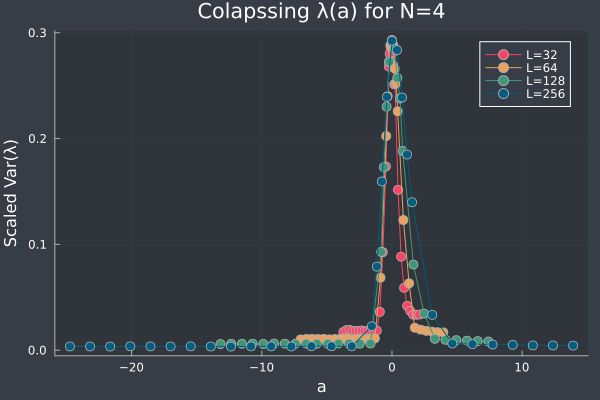 Colapssing λ(a) for N=4
0.3
0.2
0.1
0.0
Scaled Var(λ)
L=32
L=64
L=128
L=256
−20
−10
0
10
a